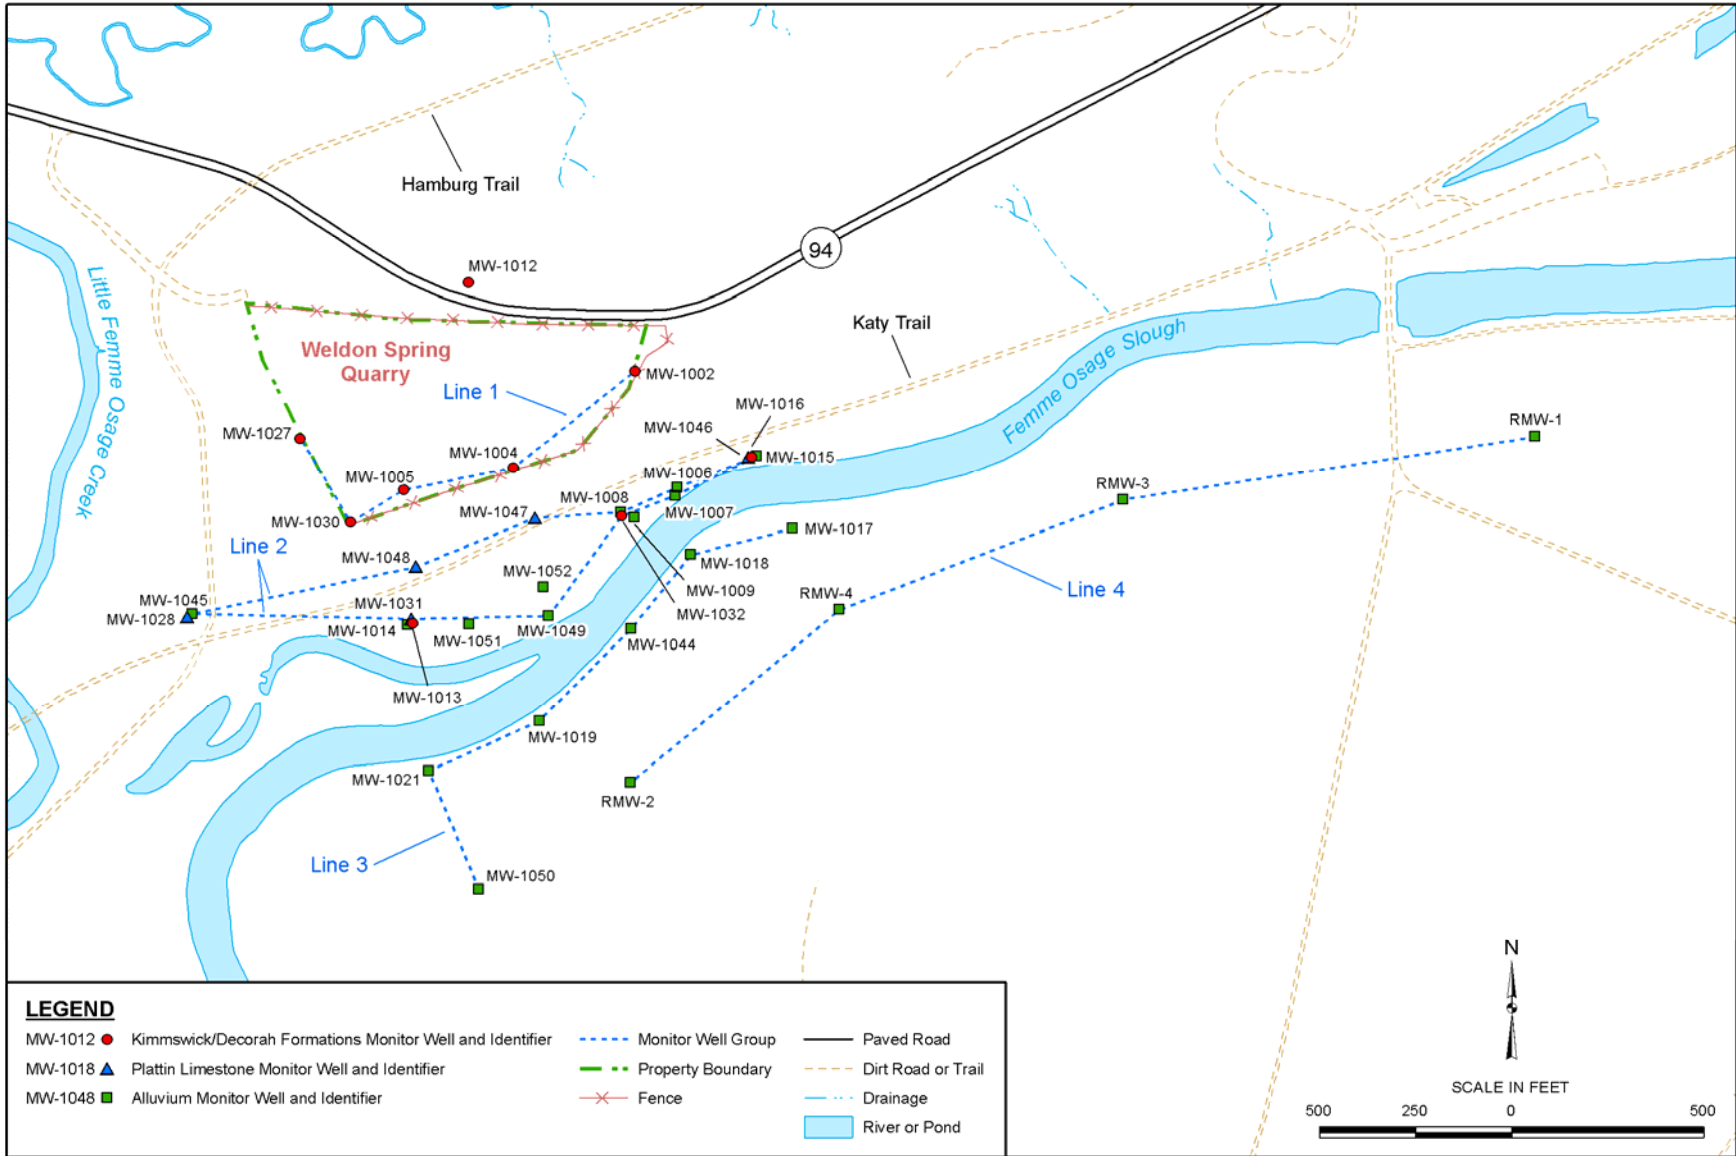 Hamburg Trail
94
MW-1012
Little Femme Osage Creek
Katy Trail
Femme Osage Slough
Weldon Spring
Quarry
MW-1002
Line 1
MW-1016
MW-1046
RMW-1
MW-1027
MW-1004
MW-1015
MW-1005
MW-1006
RMW-3
MW-1008
MW-1047
MW-1007
MW-1030
MW-1017
Line 2
MW-1048
MW-1018
MW-1052
MW-1009
Line 4
RMW-4
MW-1045
MW-1031
MW-1032
MW-1028
MW-1014
MW-1051
MW-1049
MW-1044
MW-1013
MW-1019
MW-1021
RMW-2
Line 3
MW-1050
N
LEGEND
MW-1012 Kimmswick/Decorah Formations Monitor Well and Identifier
MW-1018 Plattin Limestone Monitor Well and Identifier
MW-1048 Alluvium Monitor Well and Identifier
Monitor Well Group
Property Boundary
Fence
Paved Road
Dirt Road or Trail
Drainage
River or Pond
SCALE IN FEET
500 250 0 500